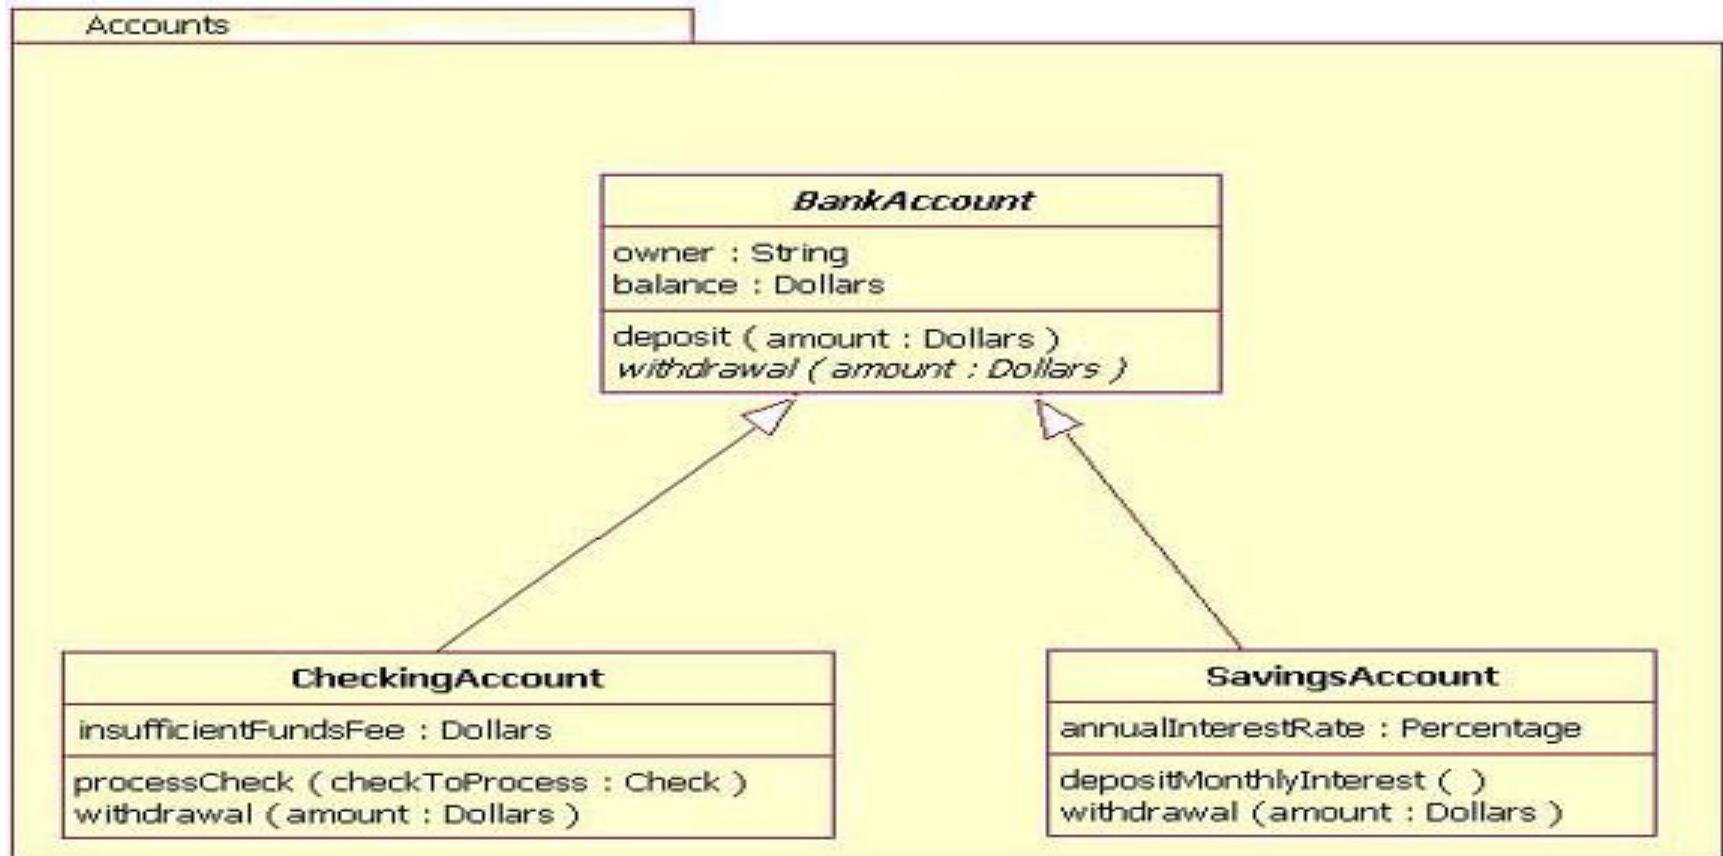 Accounts
BankAccount
owner : String
balance : Dollars
deposit ( amount : Dollars )
withdrawal ( amount : Dollars )
CheckingAccount
insufficientFundsFee : Dollars
processCheck ( checkToProcess : Check )
withdrawal ( amount : Dollars )
SavingsAccount
annualInterestRate : Percentage
depositMonthlyInterest ( )
withdrawal ( amount : Dollars )